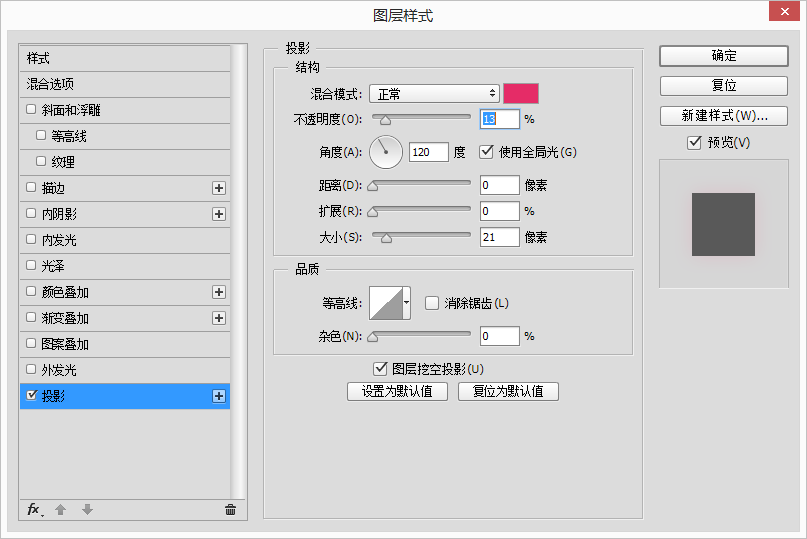 图层样式
样式
混合选项
斜面和浮雕
等高线
纹理
描边
内阴影
内发光
光泽
颜色叠加
渐变叠加
图案叠加
外发光
投影
fx
投影
结构
混合模式: 正常
不透明度(O): 13 %
角度(A): 120 度 使用全局光(G)
距离(D): 0 像素
扩展(R): 0 %
大小(S): 21 像素
品质
等高线: 消除锯齿(L)
杂色(N): 0 %
图层挖空投影(U)
设置为默认值 复位为默认值
确定
复位
新建样式(W)...
预览(V)